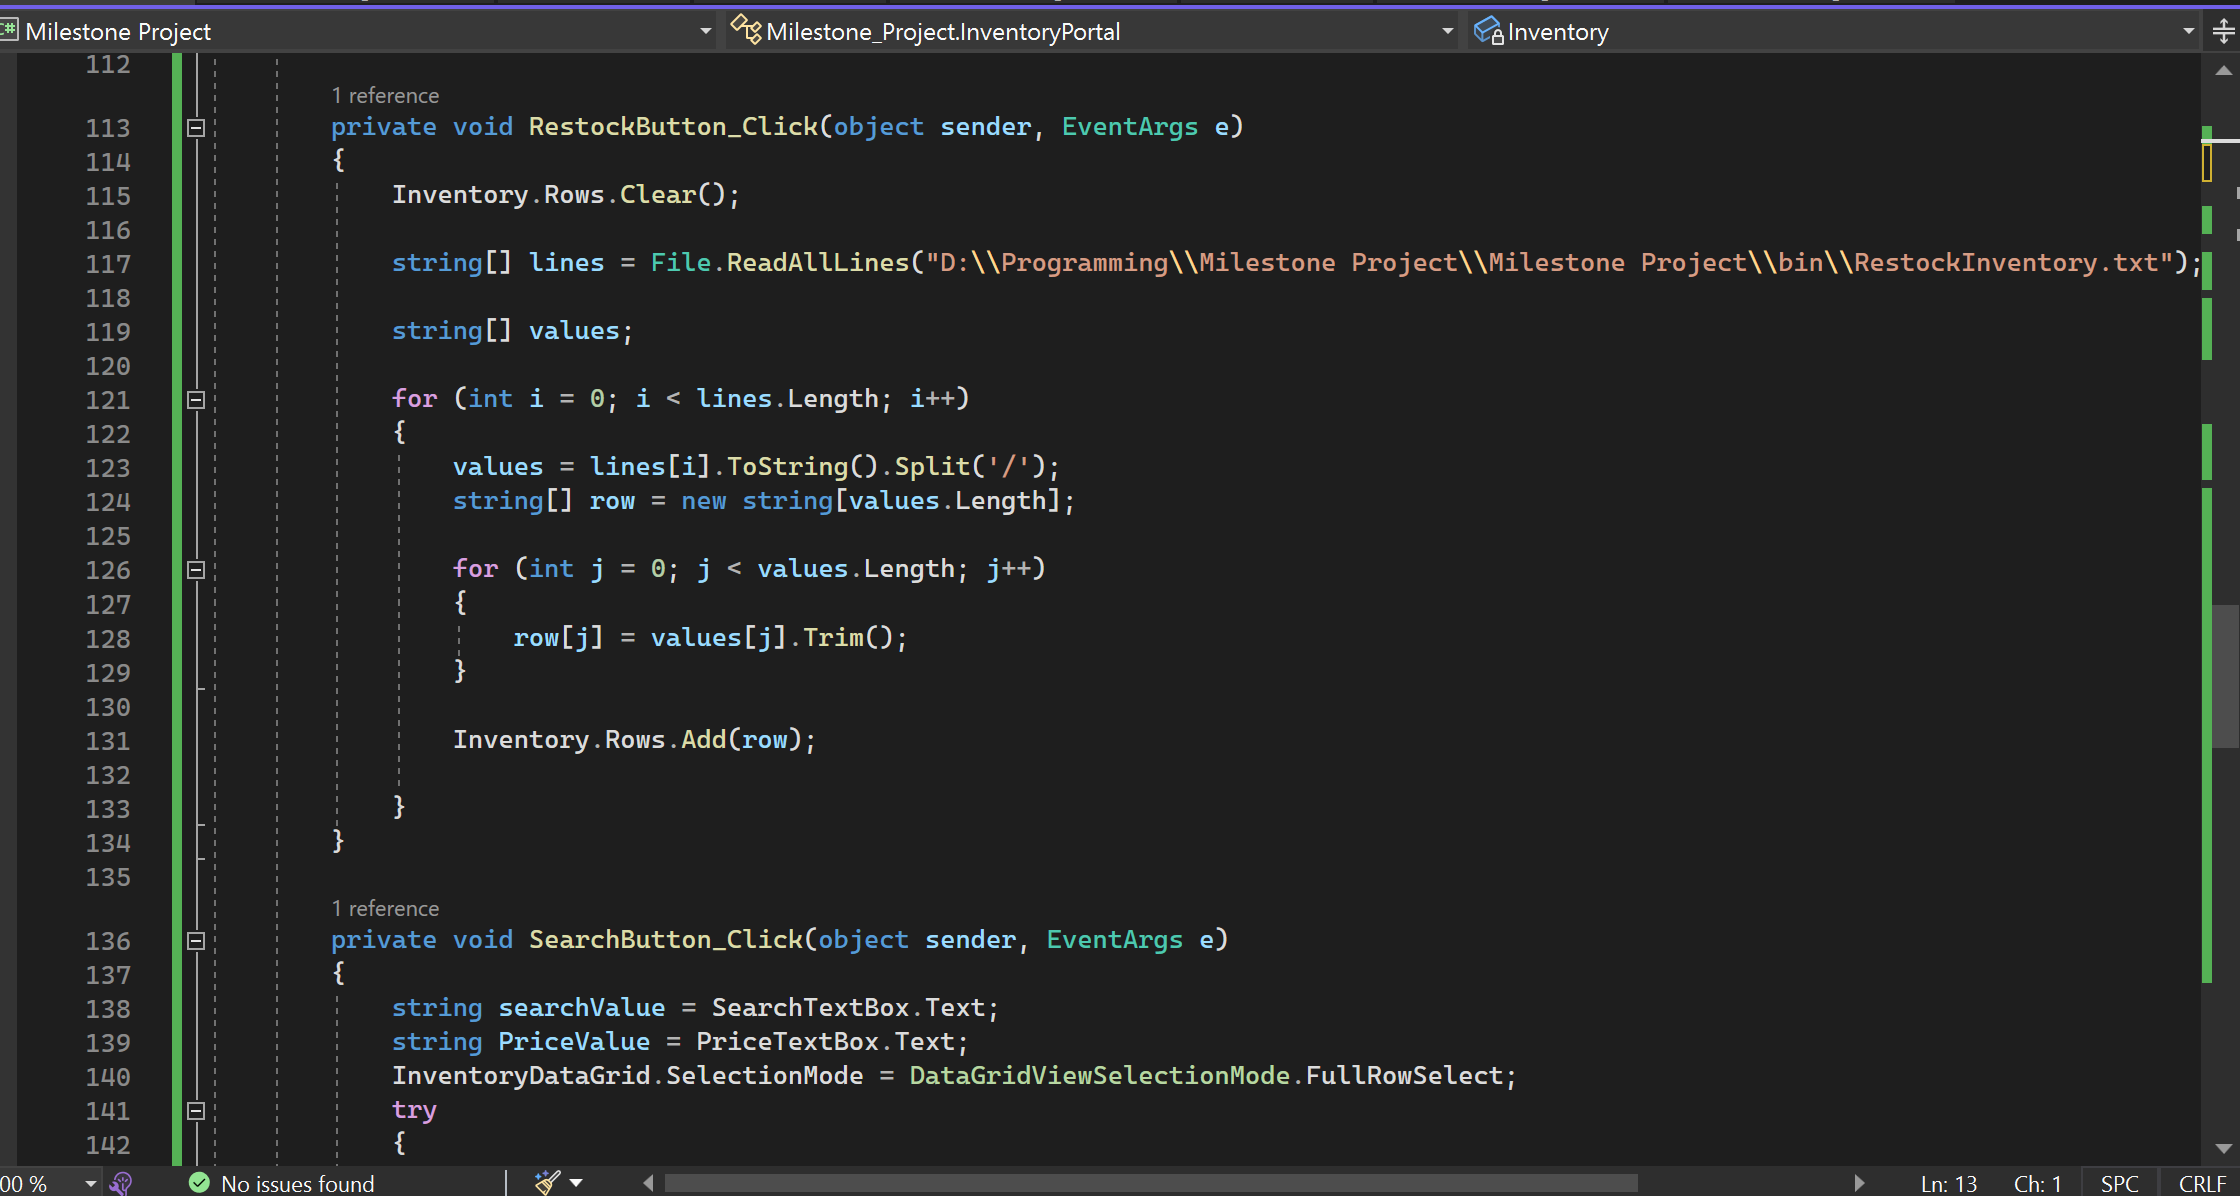 Milestone Project
Milestone_Project.InventoryPortal
Inventory
112
1 reference
113 private void RestockButton_Click(object sender, EventArgs e)
114 {
115 Inventory.Rows.Clear();
116
117 string[] lines = File.ReadAllLines("D:\\Programming\\Milestone Project\\Milestone Project\\bin\\RestockInventory.txt");
118
119 string[] values;
120
121 for (int i = 0; i < lines.Length; i++)
122 {
123 values = lines[i].ToString().Split('/');
124 string[] row = new string[values.Length];
125
126 for (int j = 0; j < values.Length; j++)
127 {
128 row[j] = values[j].Trim();
129 }
130
131 Inventory.Rows.Add(row);
132
133 }
134 }
135
1 reference
136 private void SearchButton_Click(object sender, EventArgs e)
137 {
138 string searchValue = SearchTextBox.Text;
139 string PriceValue = PriceTextBox.Text;
140 InventoryDataGrid.SelectionMode = DataGridViewSelectionMode.FullRowSelect;
141 try
142 {
00 %
No issues found
Ln: 13
Ch: 1
SPC
CRLF